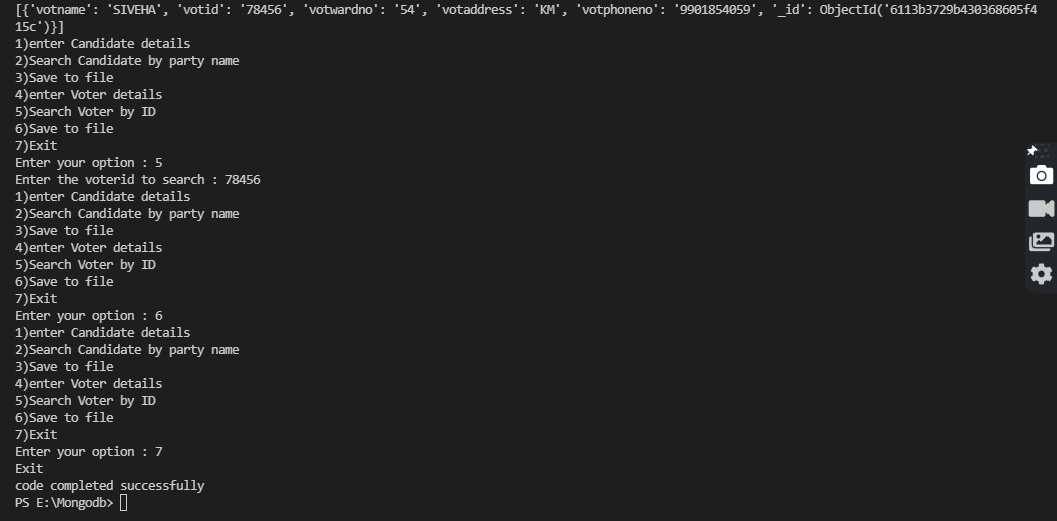 [{'votname': 'SIVEHA', 'votid': '78456', 'votwardno': '54', 'votaddress': 'KM', 'votphoneno': '9901854059', '_id': ObjectId('6113b3729b430368605f4
15c')}]
1)enter Candidate details
2)Search Candidate by party name
3)Save to file
4)enter Voter details
5)Search Voter by ID
6)Save to file
7)Exit
Enter your option : 5
Enter the voterid to search : 78456
1)enter Candidate details
2)Search Candidate by party name
3)Save to file
4)enter Voter details
5)Search Voter by ID
6)Save to file
7)Exit
Enter your option : 6
1)enter Candidate details
2)Search Candidate by party name
3)Save to file
4)enter Voter details
5)Search Voter by ID
6)Save to file
7)Exit
Enter your option : 7
Exit
code completed successfully
PS E:\Mongodb>